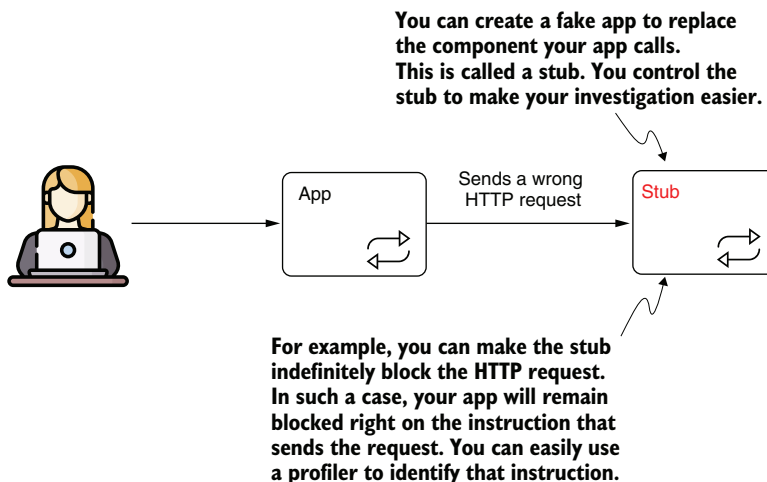 You can create a fake app to replace
the component your app calls.
This is called a stub. You control the
stub to make your investigation easier.
App
Sends a wrong
HTTP request
Stub
For example, you can make the stub
indefinitely block the HTTP request.
In such a case, your app will remain
blocked right on the instruction that
sends the request. You can easily use
a profiler to identify that instruction.